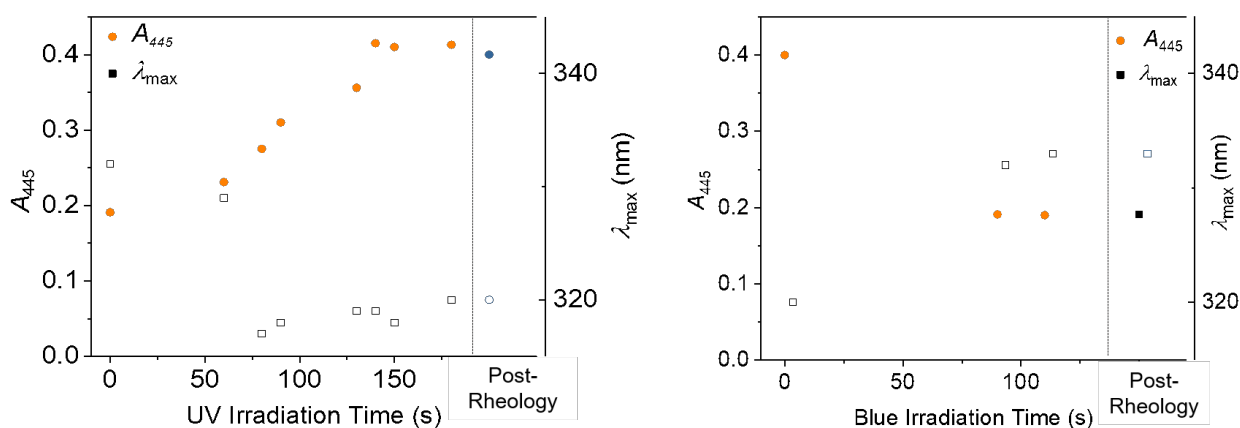 A445
λmax
0.4
0.3
0.2
0.1
0.0
A445
340
320
λmax (nm)
0
50
100
150
UV Irradiation Time (s)
Post-
Rheology
A445
λmax
0.4
0.3
0.2
0.1
0.0
A445
340
320
λmax (nm)
0
100
Blue Irradiation Time (s)
Post-
Rheology